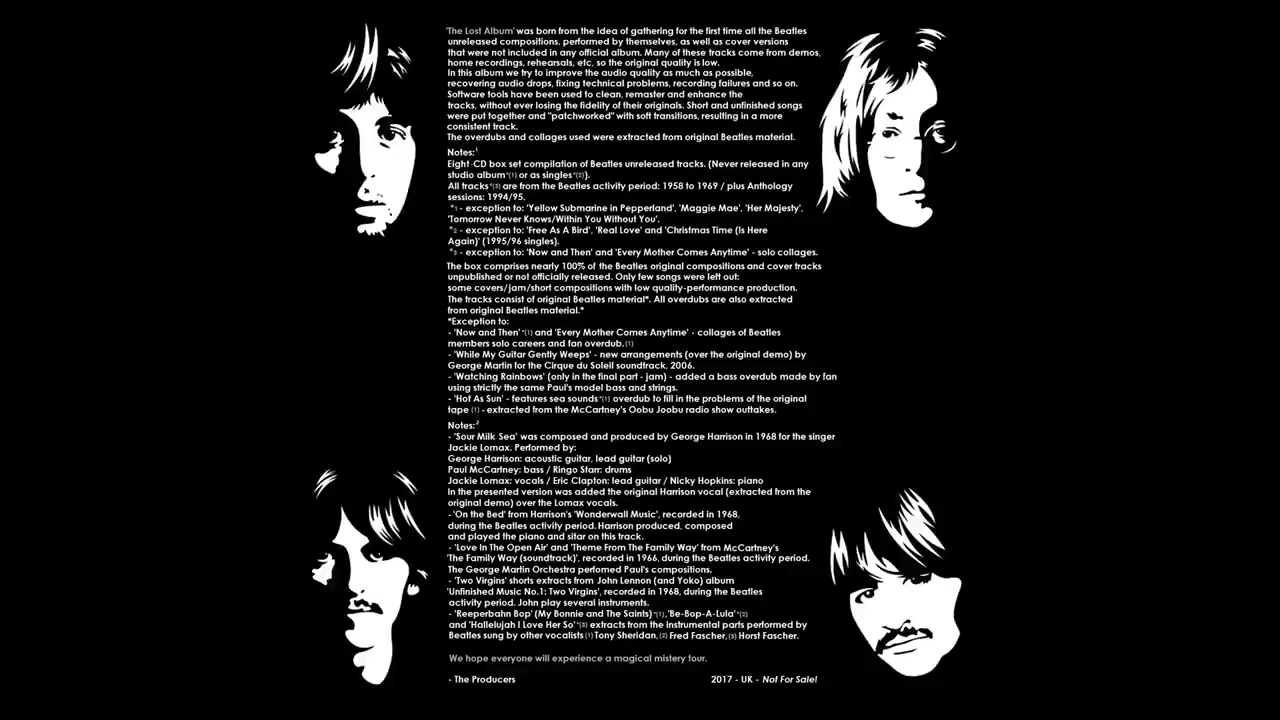 'The Lost Album' was born from the idea of gathering for the first time all the Beatles
unreleased compositions, performed by themselves, as well as cover versions
that were not included in any official album. Many of these tracks come from demos,
home recordings, rehearsals, etc, so the original quality is low.
In this album we try to improve the audio quality as much as possible,
recovering audio drops, fixing technical problems, recording failures and so on.
Software tools have been used to clean, remaster and enhance the
tracks, without ever losing the fidelity of their originals. Short and unfinished songs
were put together and "patchworked" with soft transitions, resulting in a more
consistent track.
The overdubs and collages used were extracted from original Beatles material.
Notes:¹
Eight-CD box set compilation of Beatles unreleased tracks. (Never released in any
studio album*(1) or as singles*(2)).
All tracks*(3) are from the Beatles activity period: 1958 to 1969 / plus Anthology
sessions: 1994/95.
*1 - exception to: 'Yellow Submarine in Pepperland', 'Maggie Mae', 'Her Majesty'.
'Tomorrow Never Knows/Within You Without You'.
*2 - exception to: 'Free As A Bird', 'Real Love' and 'Christmas Time (Is Here
Again)' (1995/96 singles).
*3 - exception to: 'Now and Then' and 'Every Mother Comes Anytime' - solo collages.
The box comprises nearly 100% of the Beatles original compositions and cover tracks
unpublished or not officially released. Only few songs were left out:
some covers/jam/short compositions with low quality-performance production.
The tracks consist of original Beatles material*. All overdubs are also extracted
from original Beatles material.*
*Exception to:
- 'Now and Then'*(1) and 'Every Mother Comes Anytime' - collages of Beatles
members solo careers and fan overdub.(1)
- 'While My Guitar Gently Weeps' - new arrangements (over the original demo) by
George Martin for the Cirque du Soleil soundtrack, 2006.
- 'Watching Rainbows' (only in the final part - jam) - added a bass overdub made by fan
using strictly the same Paul's model bass and strings.
- 'Hot As Sun' - features sea sounds*(1) overdub to fill in the problems of the original
tape (1) - extracted from the McCartney's Oobu Joobu radio show outtakes.
Notes:²
- 'Sour Milk Sea' was composed and produced by George Harrison in 1968 for the singer
Jackie Lomax. Performed by:
George Harrison: acoustic guitar, lead guitar (solo)
Paul McCartney: bass / Ringo Starr: drums
Jackie Lomax: vocals / Eric Clapton: lead guitar / Nicky Hopkins: piano
In the presented version was added the original Harrison vocal (extracted from the
original demo) over the Lomax vocals.
- 'On the Bed' from Harrison's 'Wonderwall Music', recorded in 1968,
during the Beatles activity period. Harrison produced, composed
and played the piano and sitar on this track.
- 'Love In The Open Air' and 'Theme From The Family Way' from McCartney's
'The Family Way (soundtrack)', recorded in 1966, during the Beatles activity period.
The George Martin Orchestra perfomed Paul's compositions.
- 'Two Virgins' shorts extracts from John Lennon (and Yoko) album
'Unfinished Music No.1: Two Virgins', recorded in 1968, during the Beatles
activity period. John play several instruments.
- 'Reeperbahn Bop' (My Bonnie and The Saints)*(1), 'Be-Bop-A-Lula'*(2)
and 'Hallelujah I Love Her So'*(3) extracts from the instrumental parts performed by
Beatles sung by other vocalists (1) Tony Sheridan, (2) Fred Fascher, (3) Horst Fascher.
We hope everyone will experience a magical mistery tour.
- The Producers 2017 - UK - Not For Sale!